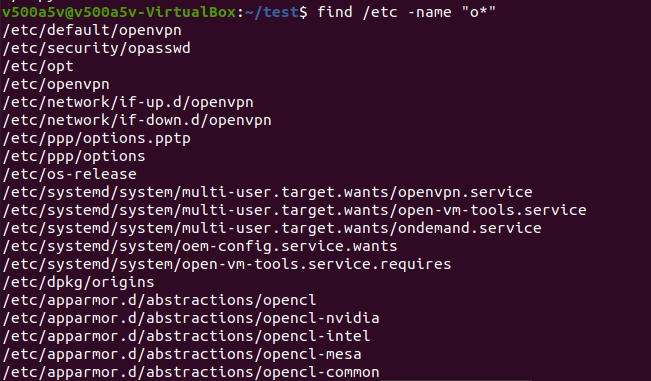 v500a5v@v500a5v-VirtualBox:~/test$ find /etc -name "o*"
/etc/default/openvpn
/etc/security/opasswd
/etc/opt
/etc/openvpn
/etc/network/if-up.d/openvpn
/etc/network/if-down.d/openvpn
/etc/ppp/options.pptp
/etc/ppp/options
/etc/os-release
/etc/systemd/system/multi-user.target.wants/openvpn.service
/etc/systemd/system/multi-user.target.wants/open-vm-tools.service
/etc/systemd/system/multi-user.target.wants/ondemand.service
/etc/systemd/system/oem-config.service.wants
/etc/systemd/system/open-vm-tools.service.requires
/etc/dpkg/origins
/etc/apparmor.d/abstractions/opencl
/etc/apparmor.d/abstractions/opencl-nvidia
/etc/apparmor.d/abstractions/opencl-intel
/etc/apparmor.d/abstractions/opencl-mesa
/etc/apparmor.d/abstractions/opencl-common